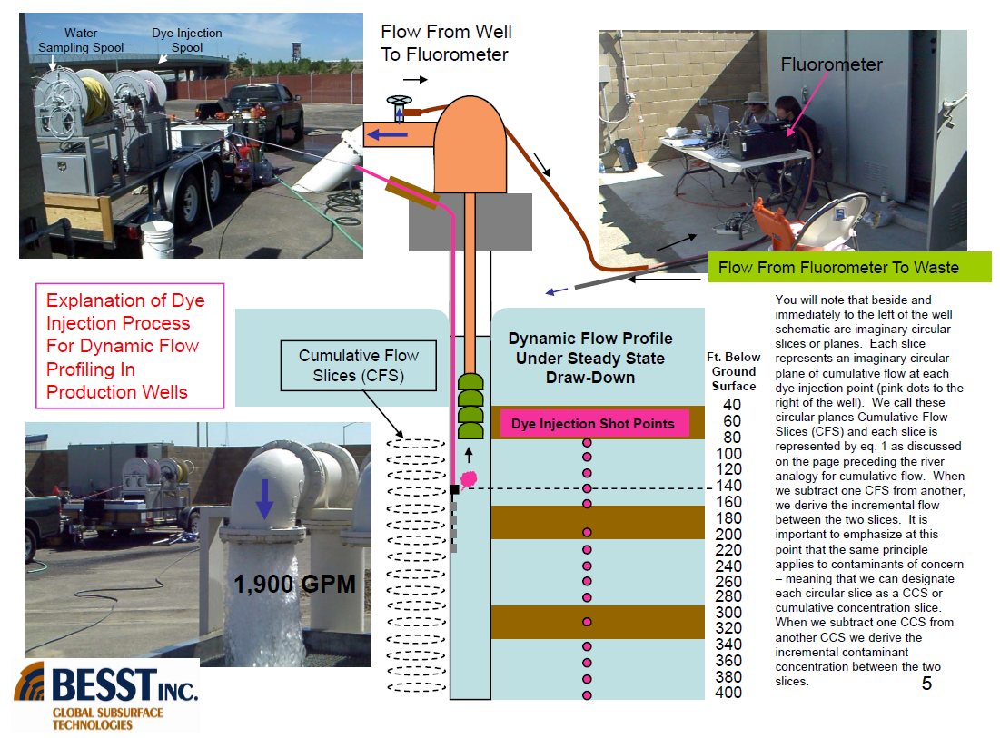 Water
Sampling Spool
Dye Injection
Spool
Flow From Well
To Fluorometer
Fluorometer
Flow From Fluorometer To Waste
Explanation of Dye
Injection Process
For Dynamic Flow
Profiling In
Production Wells
Cumulative Flow
Slices (CFS)
Dynamic Flow Profile
Under Steady State
Draw-Down
Dye Injection Shot Points
Ft. Below
Ground
Surface
40
60
80
100
120
140
160
180
200
220
240
260
280
300
320
340
360
380
400
You will note that beside and
immediately to the left of the well
schematic are imaginary circular
slices or planes. Each slice
represents an imaginary circular
plane of cumulative flow at each
dye injection point (pink dots to the
right of the well). We call these
circular planes Cumulative Flow
Slices (CFS) and each slice is
represented by eq. 1 as discussed
on the page preceding the river
analogy for cumulative flow. When
we subtract one CFS from another,
we derive the incremental flow
between the two slices. It is
important to emphasize at this
point that the same principle
applies to contaminants of concern
– meaning that we can designate
each circular slice as a CCS or
cumulative concentration slice.
When we subtract one CCS from
another CCS we derive the
incremental contaminant
concentration between the two
slices.
5
1,900 GPM
BESST INC.
GLOBAL SUBSURFACE
TECHNOLOGIES